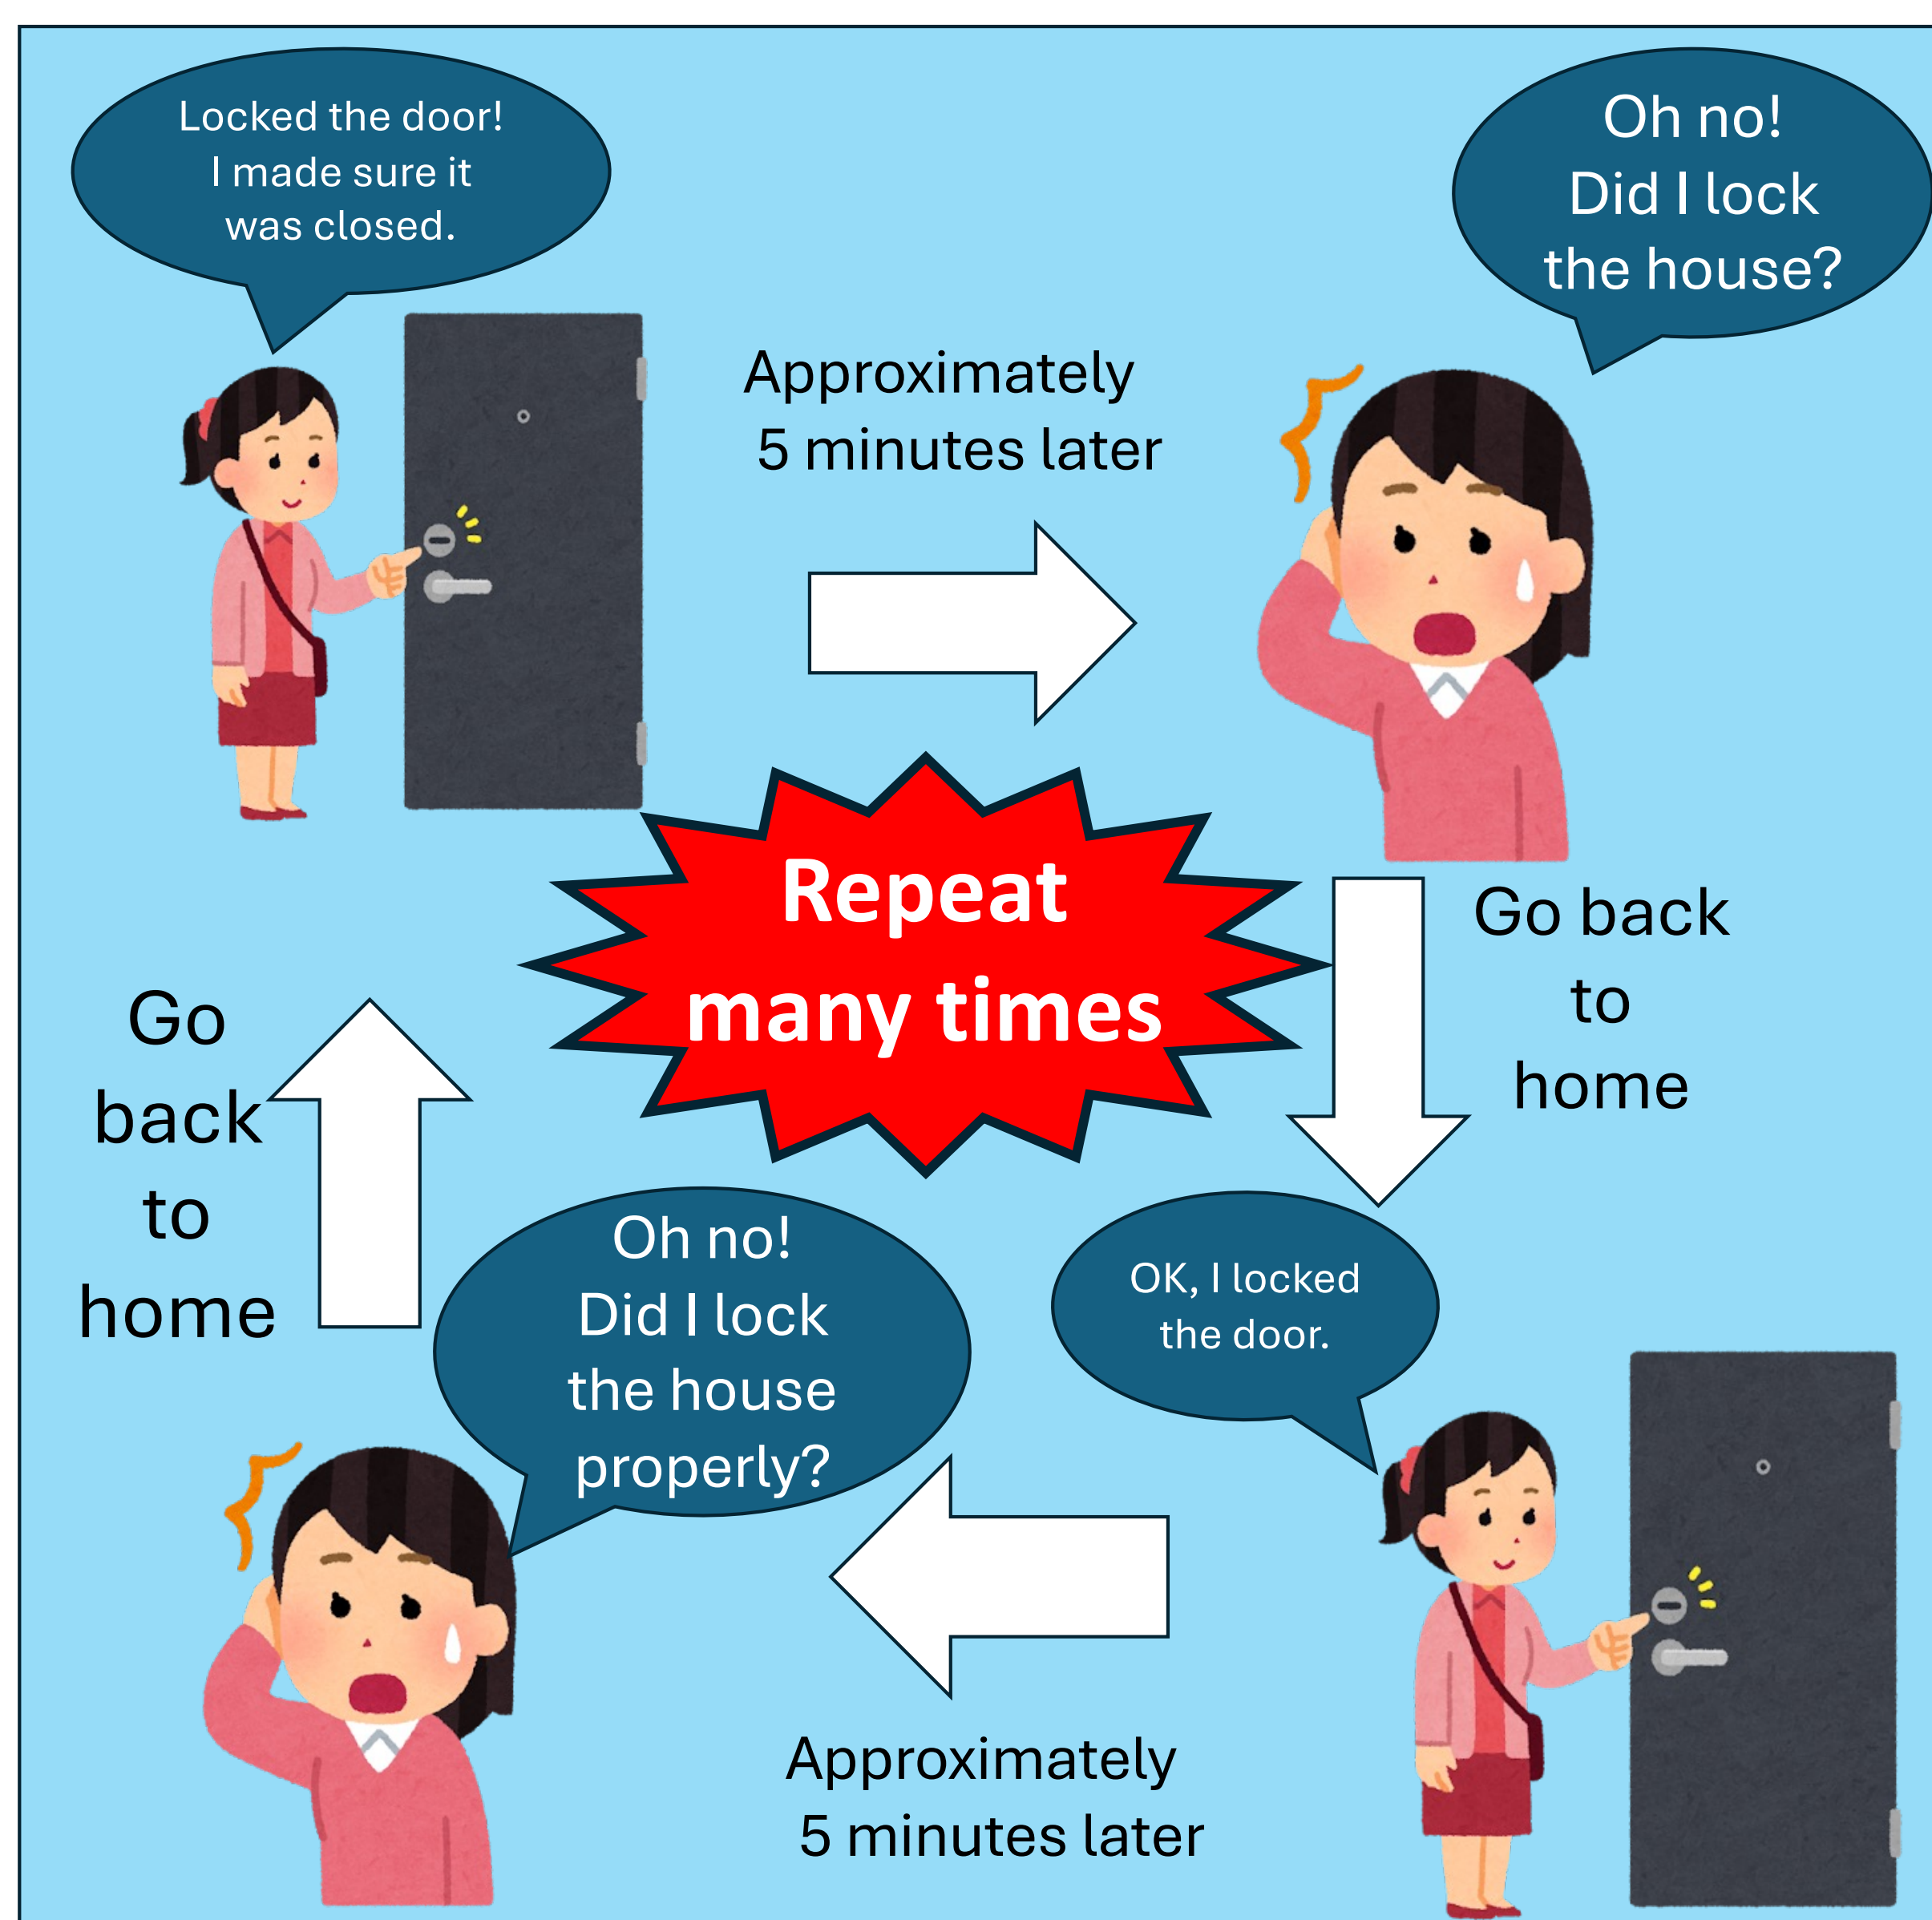 Locked the door!
I made sure it
was closed.
Approximately
5 minutes later
Oh no!
Did I lock
the house?
Go back
to
home
OK, I locked
the door.
Approximately
5 minutes later
Oh no!
Did I lock
the house
properly?
Go
back
to
home
Repeat
many times